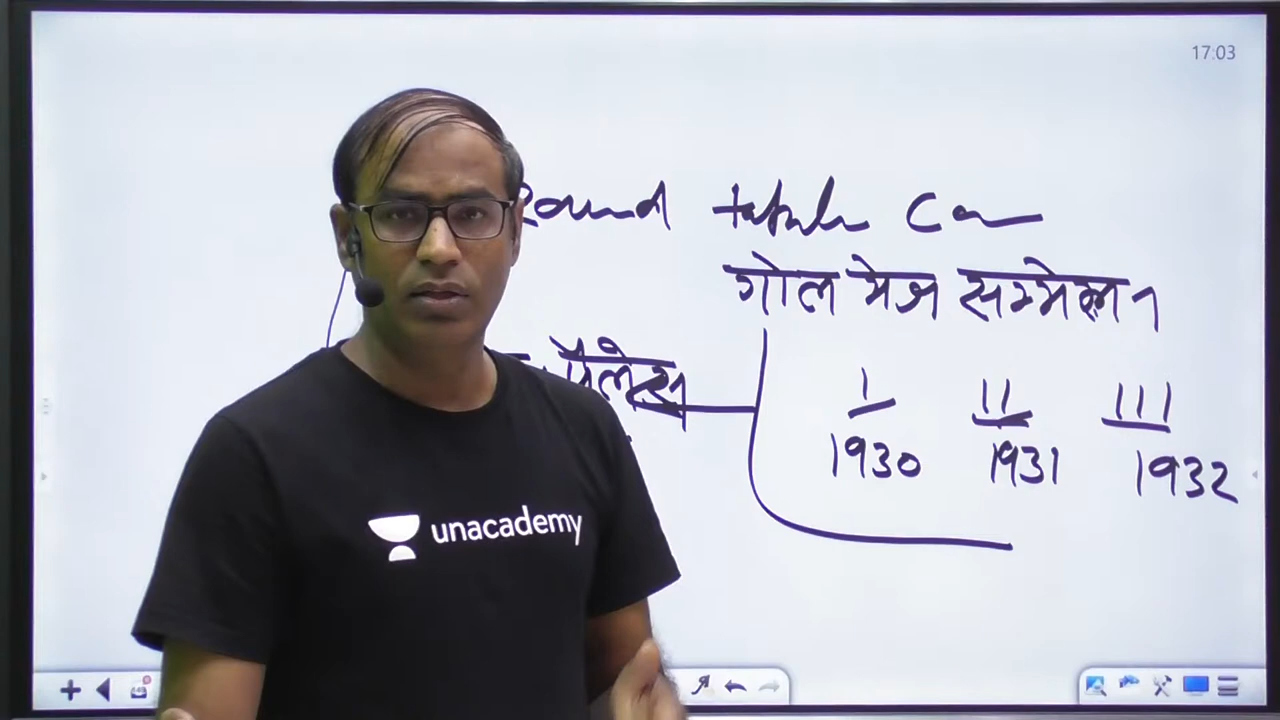 17:03
Round table Con
गोल मेज सम्मेलन
पैलेस
I II III
1930 1931 1932
unacademy